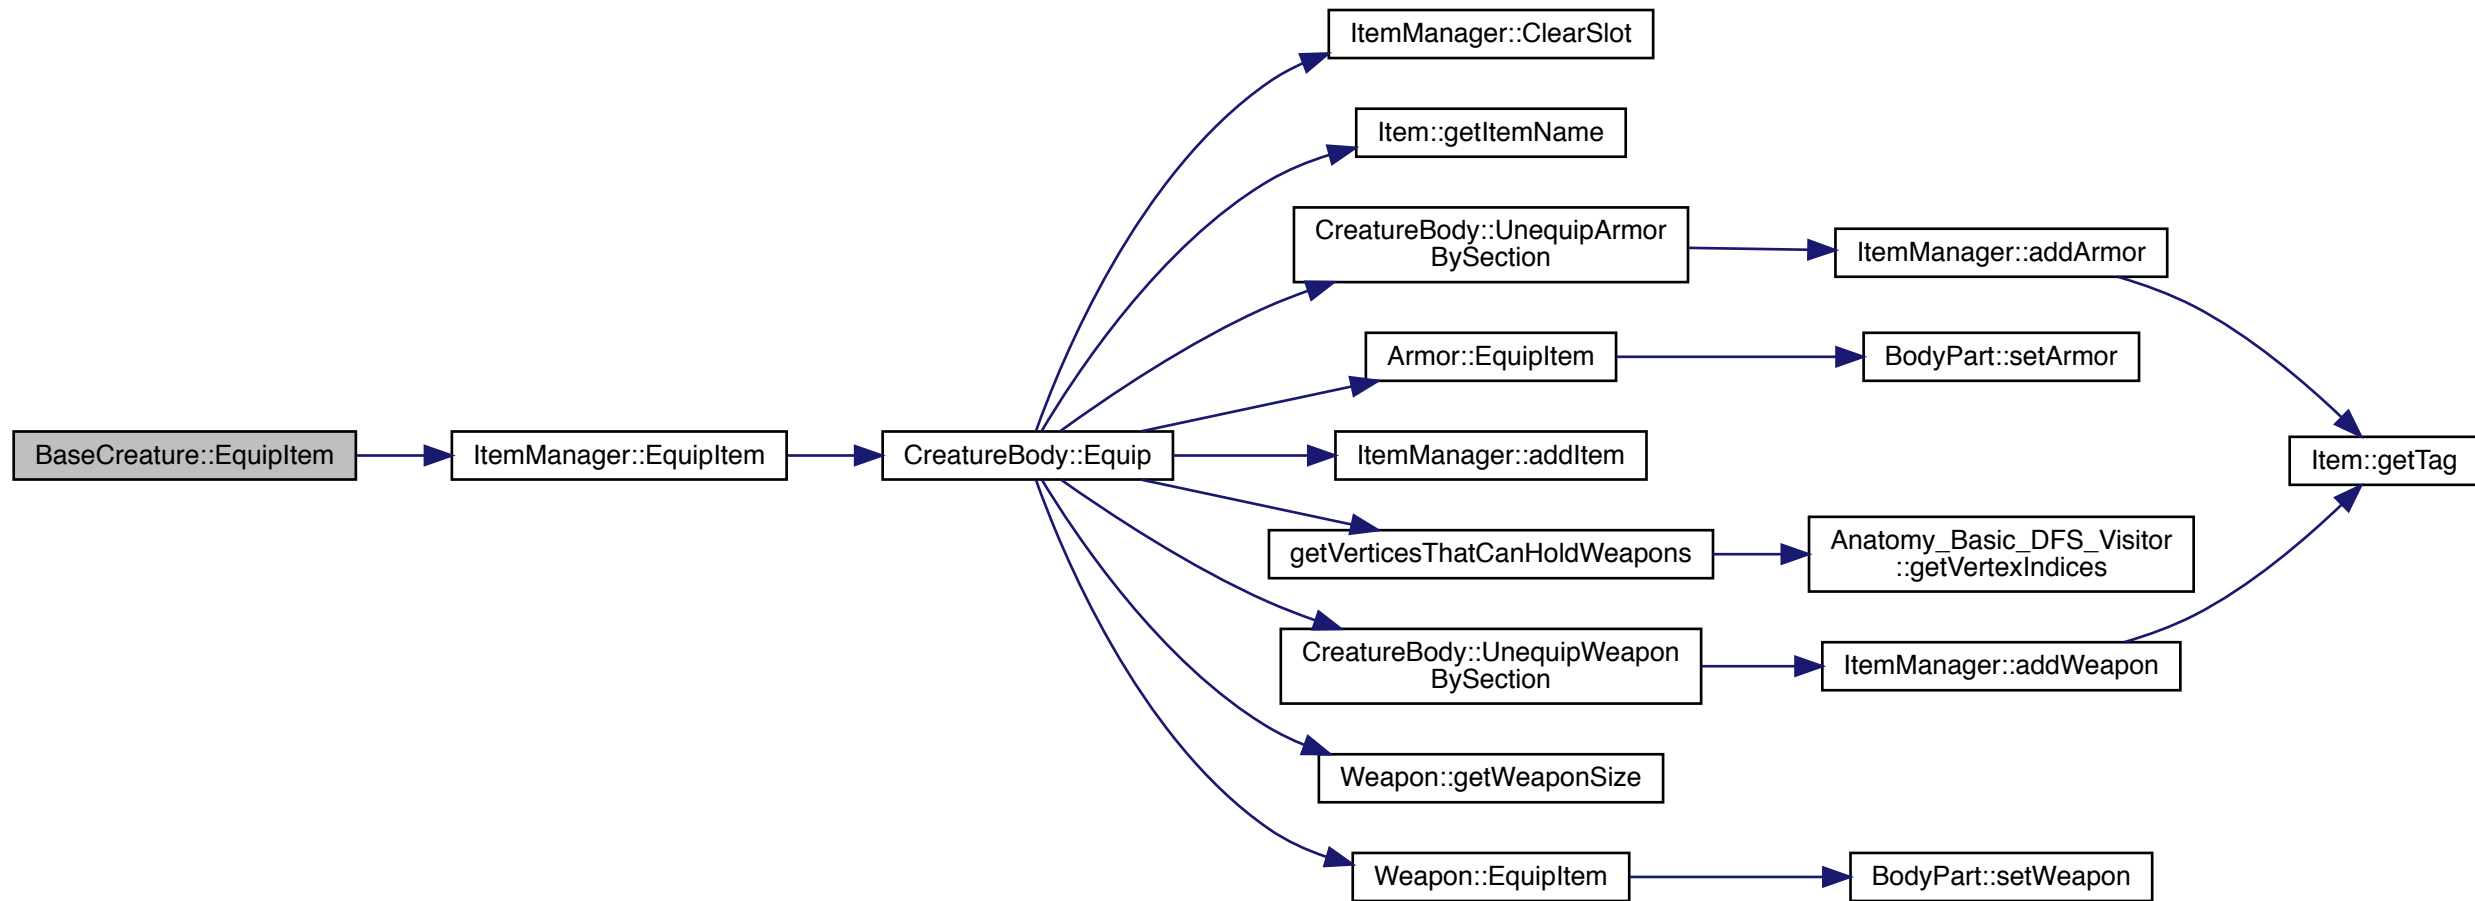 BaseCreature::EquipItem
ItemManager::EquipItem
CreatureBody::Equip
ItemManager::ClearSlot
Item::getItemName
CreatureBody::UnequipArmor
BySection
Armor::EquipItem
ItemManager::addItem
getVerticesThatCanHoldWeapons
CreatureBody::UnequipWeapon
BySection
Weapon::getWeaponSize
Weapon::EquipItem
ItemManager::addArmor
BodyPart::setArmor
Anatomy_Basic_DFS_Visitor
::getVertexIndices
ItemManager::addWeapon
BodyPart::setWeapon
Item::getTag